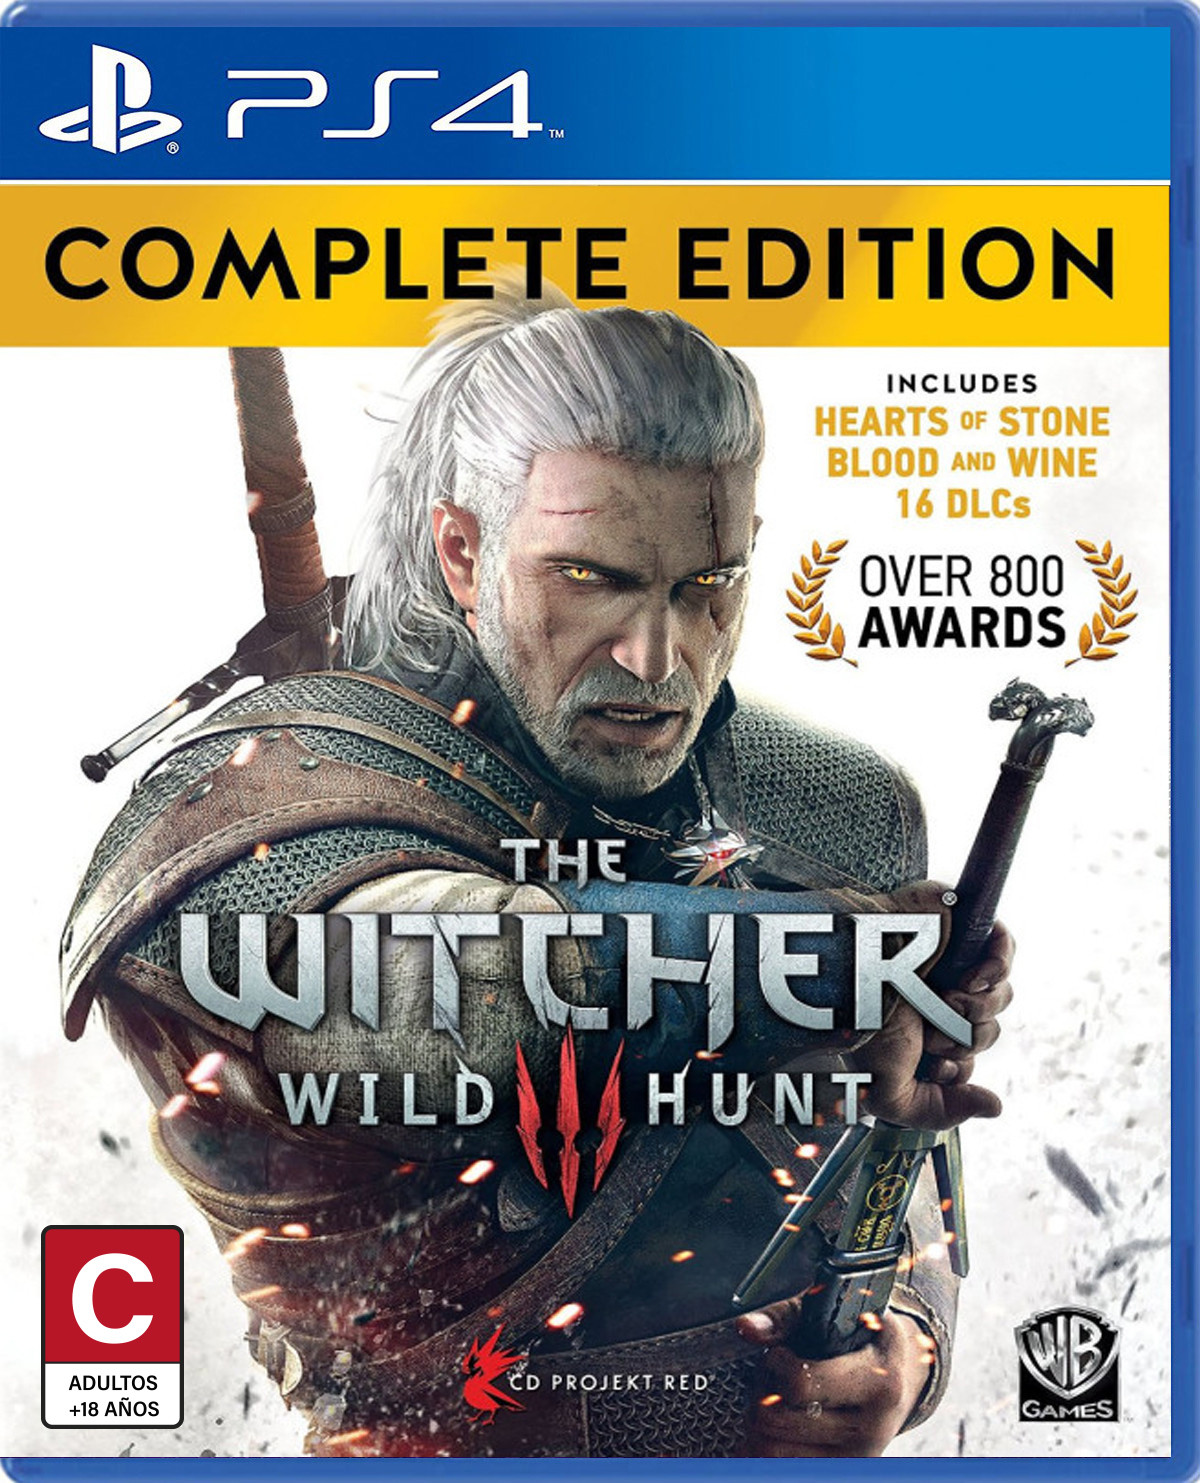 PS4™
COMPLETE EDITION
INCLUDES
HEARTS OF STONE
BLOOD AND WINE
16 DLCs
OVER 800
AWARDS
THE
WITCHER®
WILD HUNT
C
ADULTOS
+18 AÑOS
CD PROJEKT RED
WB
GAMES